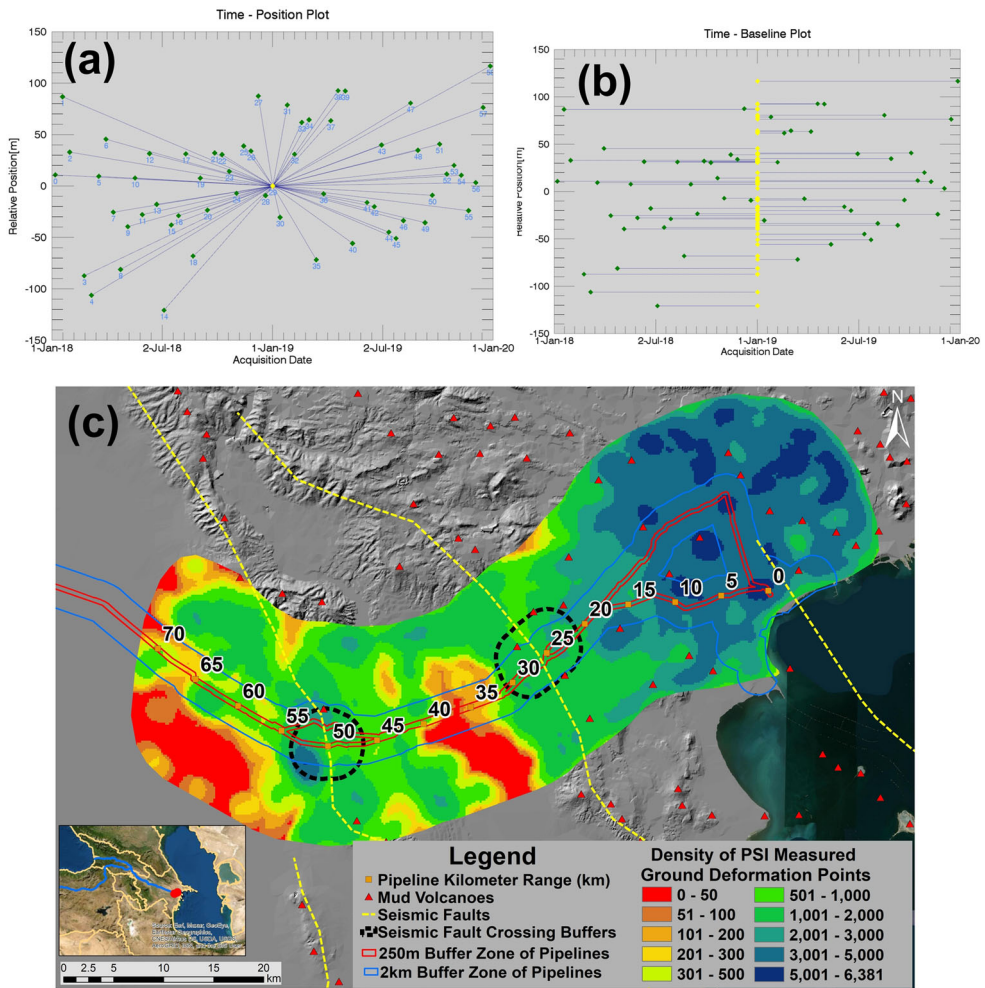 Time - Position Plot
(a)
150
100
50
0
-50
-100
-150
Relative Position[m]
1-Jan-18
2-Jul-18
1-Jan-19
2-Jul-19
1-Jan-20
Acquisition Date
Time - Baseline Plot
(b)
150
100
50
0
-50
-100
-150
Relative Position[m]
1-Jan-18
2-Jul-18
1-Jan-19
2-Jul-19
1-Jan-20
Acquisition Date
(c)
N
0
5
10
15
20
25
30
35
40
45
50
55
60
65
70
Legend
Pipeline Kilometer Range (km)
Mud Volcanoes
Seismic Faults
Seismic Fault Crossing Buffers
250m Buffer Zone of Pipelines
2km Buffer Zone of Pipelines
Density of PSI Measured
Ground Deformation Points
0 - 50
51 - 100
101 - 200
201 - 300
301 - 500
501 - 1,000
1,001 - 2,000
2,001 - 3,000
3,001 - 5,000
5,001 - 6,381
0 2.5 5 10 15 20
km